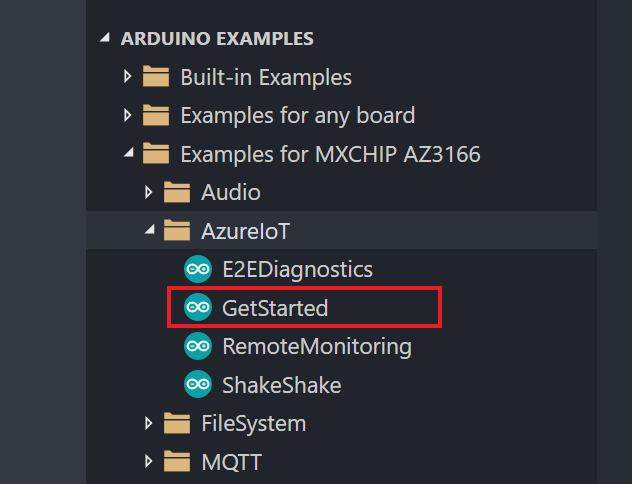 ARDUINO EXAMPLES
Built-in Examples
Examples for any board
Examples for MXCHIP AZ3166
Audio
AzureIoT
E2EDiagnostics
GetStarted
RemoteMonitoring
ShakeShake
FileSystem
MQTT